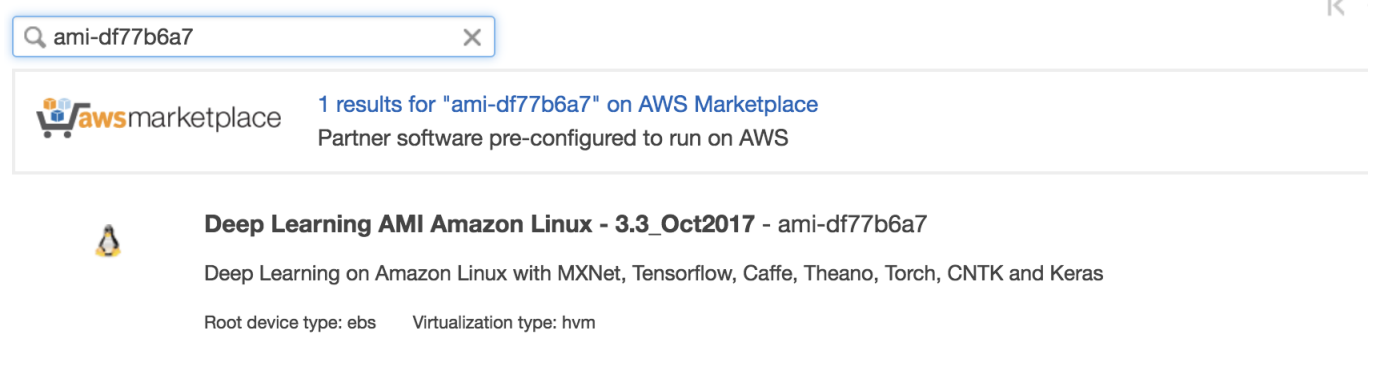 ami-df77b6a7
1 results for "ami-df77b6a7" on AWS Marketplace
awsmarketplace
Partner software pre-configured to run on AWS
Deep Learning AMI Amazon Linux - 3.3_Oct2017 - ami-df77b6a7
Deep Learning on Amazon Linux with MXNet, Tensorflow, Caffe, Theano, Torch, CNTK and Keras
Root device type: ebs Virtualization type: hvm